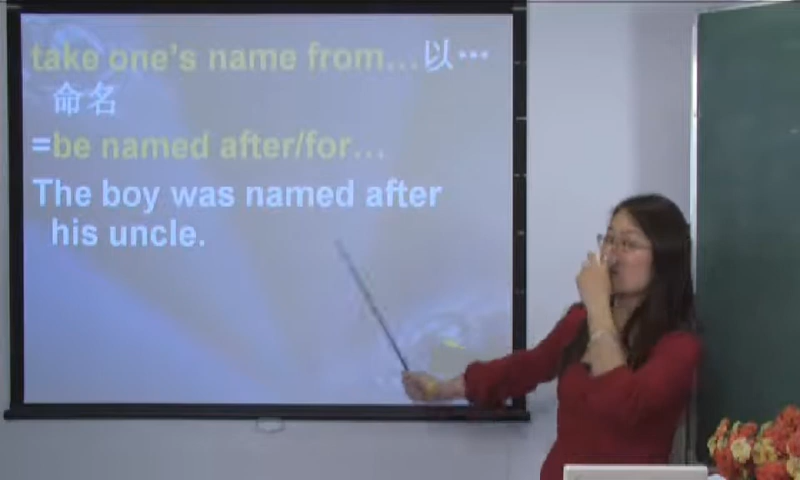 take one's name from…以…
命名
=be named after/for…
The boy was named after
his uncle.